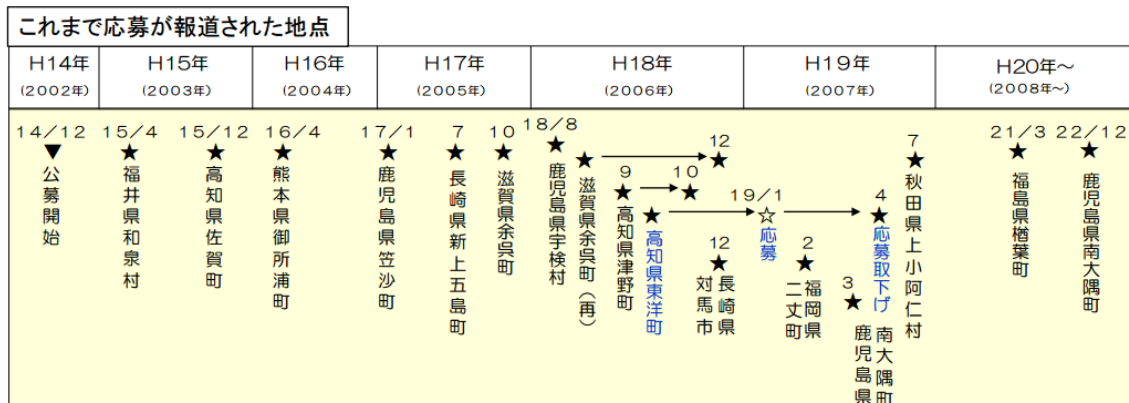 これまで応募が報道された地点
H14年
(2002年)
H15年
(2003年)
H16年
(2004年)
H17年
(2005年)
H18年
(2006年)
H19年
(2007年)
H20年~
(2008年~)
14/12
▼
公募開始
15/4
★
福井県和泉村
15/12
★
高知県佐賀町
16/4
★
熊本県御所浦町
17/1
★
鹿児島県笠沙町
7
★
長崎県新上五島町
10
★
滋賀県余呉町
18/8
★
鹿児島県宇検村
★
滋賀県余呉町(再)
12
★
9
★
高知県津野町
10
★
★
高知県東洋町
12
★
長崎県
対馬市
19/1
☆
応募
2
★
福岡県
二丈町
3
★
鹿児島県
南大隅町
4
★
応募取下げ
7
★
秋田県上小阿仁村
21/3
★
福島県楢葉町
22/12
★
鹿児島県南大隅町